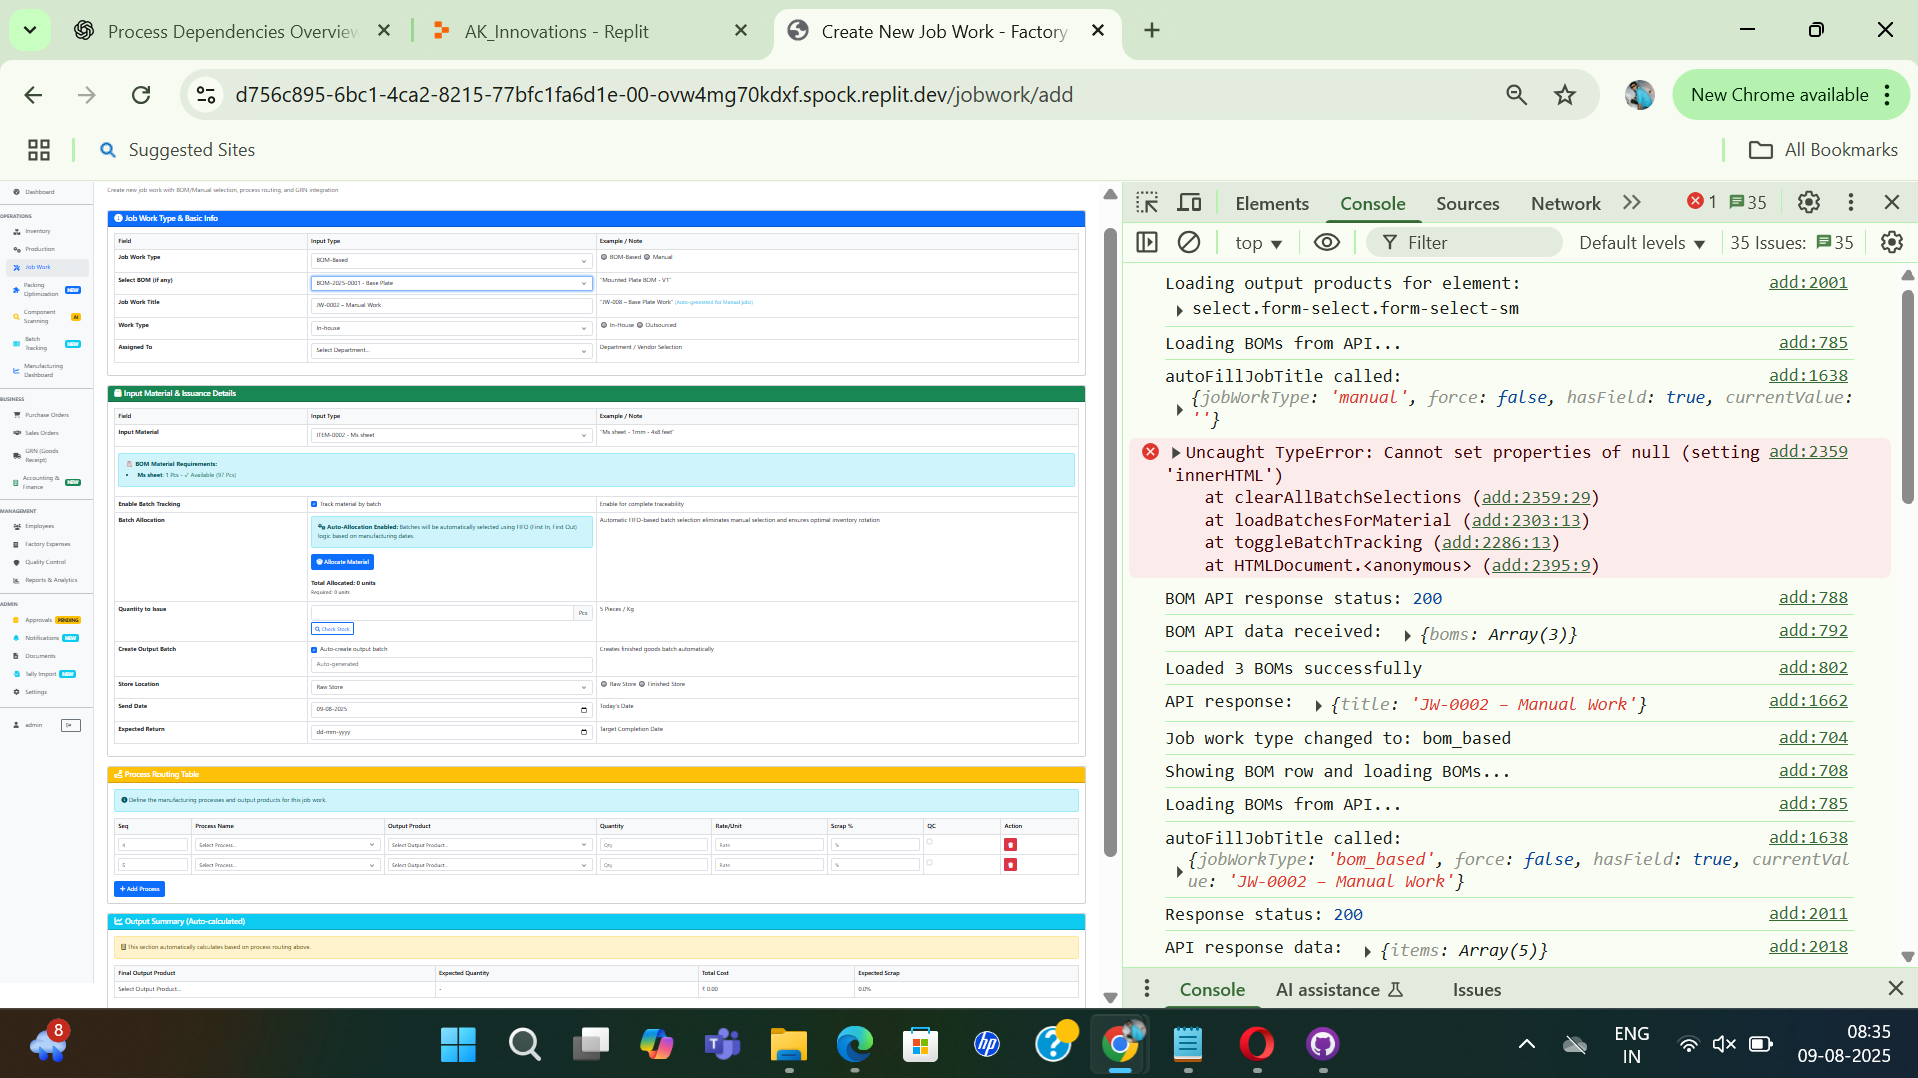 Process Dependencies Overview
AK_Innovations - Replit
Create New Job Work - Factory
d756c895-6bc1-4ca2-8215-77bfc1fa6d1e-00-ovw4mg70kdxf.spock.replit.dev/jobwork/add
New Chrome available
Suggested Sites
All Bookmarks
Dashboard
OPERATIONS
Inventory
Production
Job Work
Packing Optimization NEW
Component Scanning AI
Batch Tracking NEW
Manufacturing Dashboard
BUSINESS
Purchase Orders
Sales Orders
GRN (Goods Receipt)
Accounting & Finance NEW
MANAGEMENT
Employees
Factory Expenses
Quality Control
Reports & Analytics
ADMIN
Approvals PENDING
Notifications NEW
Documents
Tally Import NEW
Settings
admin
Create new job work with BOM/Manual selection, process routing, and GRN integration
Job Work Type & Basic Info
Field Input Type Example / Note
Job Work Type BOM-Based BOM-Based Manual
Select BOM (if any) BOM-2025-0001 - Base Plate "Mounted Plate BOM - V1"
Job Work Title JW-0002 – Manual Work "JW-008 – Base Plate Work" (Auto-generated for Manual jobs)
Work Type In-house In-House Outsourced
Assigned To Select Department... Department / Vendor Selection
Input Material & Issuance Details
Field Input Type Example / Note
Input Material ITEM-0002 - Ms sheet "Ms sheet - 1mm - 4x8 feet"
BOM Material Requirements:
• Ms sheet: 1 Pcs - ✓ Available (97 Pcs)
Enable Batch Tracking Track material by batch Enable for complete traceability
Batch Allocation Auto-Allocation Enabled: Batches will be automatically selected using FIFO (First In, First Out) Automatic FIFO-based batch selection eliminates manual selection and ensures optimal inventory rotation
logic based on manufacturing dates.
Allocate Material
Total Allocated: 0 units
Required: 0 units
Quantity to Issue Pcs 5 Pieces / Kg
Check Stock
Create Output Batch Auto-create output batch Creates finished goods batch automatically
Auto-generated
Store Location Raw Store Raw Store Finished Store
Send Date 09-08-2025 Today's Date
Expected Return dd-mm-yyyy Target Completion Date
Process Routing Table
Define the manufacturing processes and output products for this job work.
Seq Process Name Output Product Quantity Rate/Unit Scrap % QC Action
4 Select Process... Select Output Product... Qty Rate %
5 Select Process... Select Output Product... Qty Rate %
+ Add Process
Output Summary (Auto-calculated)
This section automatically calculates based on process routing above.
Final Output Product Expected Quantity Total Cost Expected Scrap
Select Output Product... - ₹ 0.00 0.0%
Elements Console Sources Network 1 35
top Filter Default levels 35 Issues: 35
Loading output products for element: add:2001
select.form-select.form-select-sm
Loading BOMs from API... add:785
autoFillJobTitle called: add:1638
{jobWorkType: 'manual', force: false, hasField: true, currentValue:
''}
Uncaught TypeError: Cannot set properties of null (setting add:2359
'innerHTML')
at clearAllBatchSelections (add:2359:29)
at loadBatchesForMaterial (add:2303:13)
at toggleBatchTracking (add:2286:13)
at HTMLDocument.<anonymous> (add:2395:9)
BOM API response status: 200 add:788
BOM API data received: {boms: Array(3)} add:792
Loaded 3 BOMs successfully add:802
API response: {title: 'JW-0002 – Manual Work'} add:1662
Job work type changed to: bom_based add:704
Showing BOM row and loading BOMs... add:708
Loading BOMs from API... add:785
autoFillJobTitle called: add:1638
{jobWorkType: 'bom_based', force: false, hasField: true, currentVal
ue: 'JW-0002 – Manual Work'}
Response status: 200 add:2011
API response data: {items: Array(5)} add:2018
Console AI assistance Issues
8
ENG
IN
08:35
09-08-2025